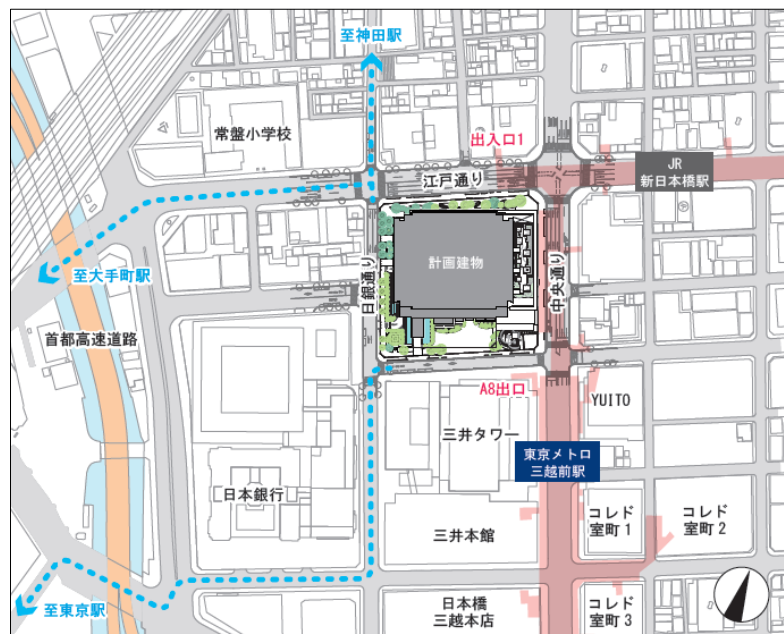 至神田駅
常盤小学校
出入口1
江戸通り
JR
新日本橋駅
至大手町駅
日銀通り
計画建物
中央通り
首都高速道路
A8出口
YUITO
三井タワー
東京メトロ
三越前駅
日本銀行
三井本館
コレド
室町1
コレド
室町2
至東京駅
日本橋
三越本店
コレド
室町3